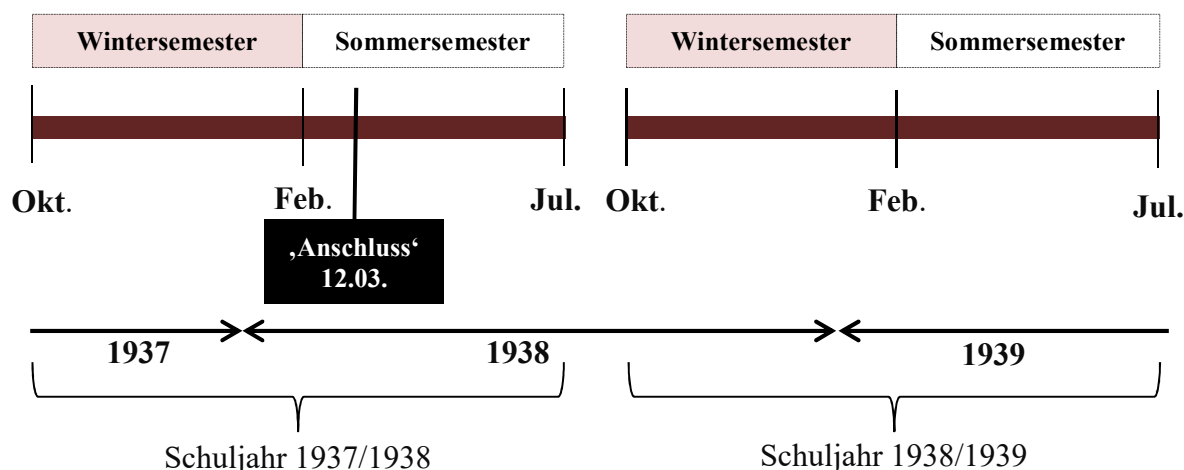 Wintersemester Sommersemester Wintersemester Sommersemester
Okt. Feb. Jul. Okt. Feb. Jul.
‚Anschluss‘
12.03.
1937 1938 1939
Schuljahr 1937/1938 Schuljahr 1938/1939